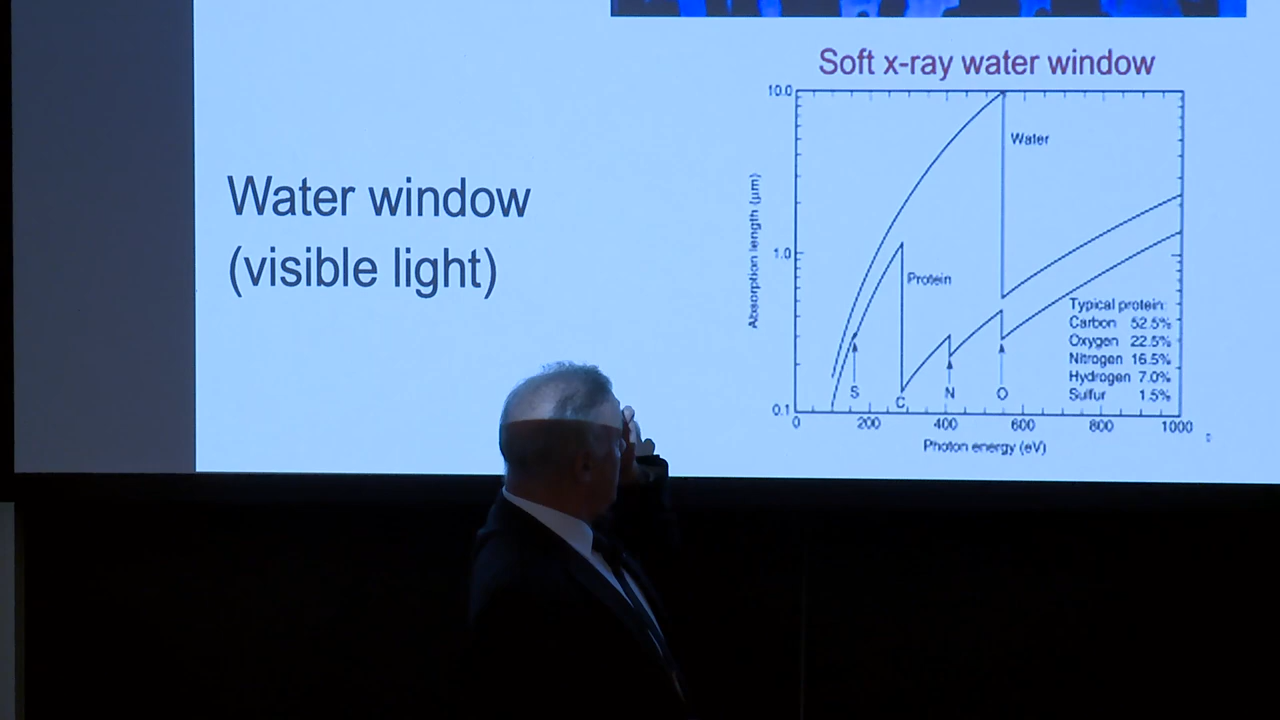 Soft x-ray water window
Water window
(visible light)
10.0
1.0
0.1
Absorption length (μm)
Water
Protein
S
C
N
O
Typical protein:
Carbon 52.5%
Oxygen 22.5%
Nitrogen 16.5%
Hydrogen 7.0%
Sulfur 1.5%
0 200 400 600 800 1000
Photon energy (eV)